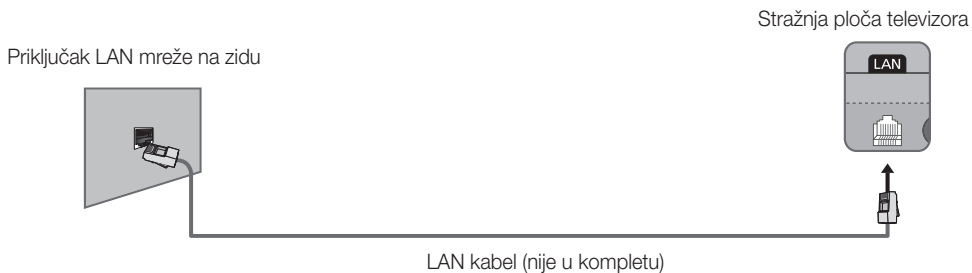 Stražnja ploča televizora
Priključak LAN mreže na zidu
LAN
LAN kabel (nije u kompletu)